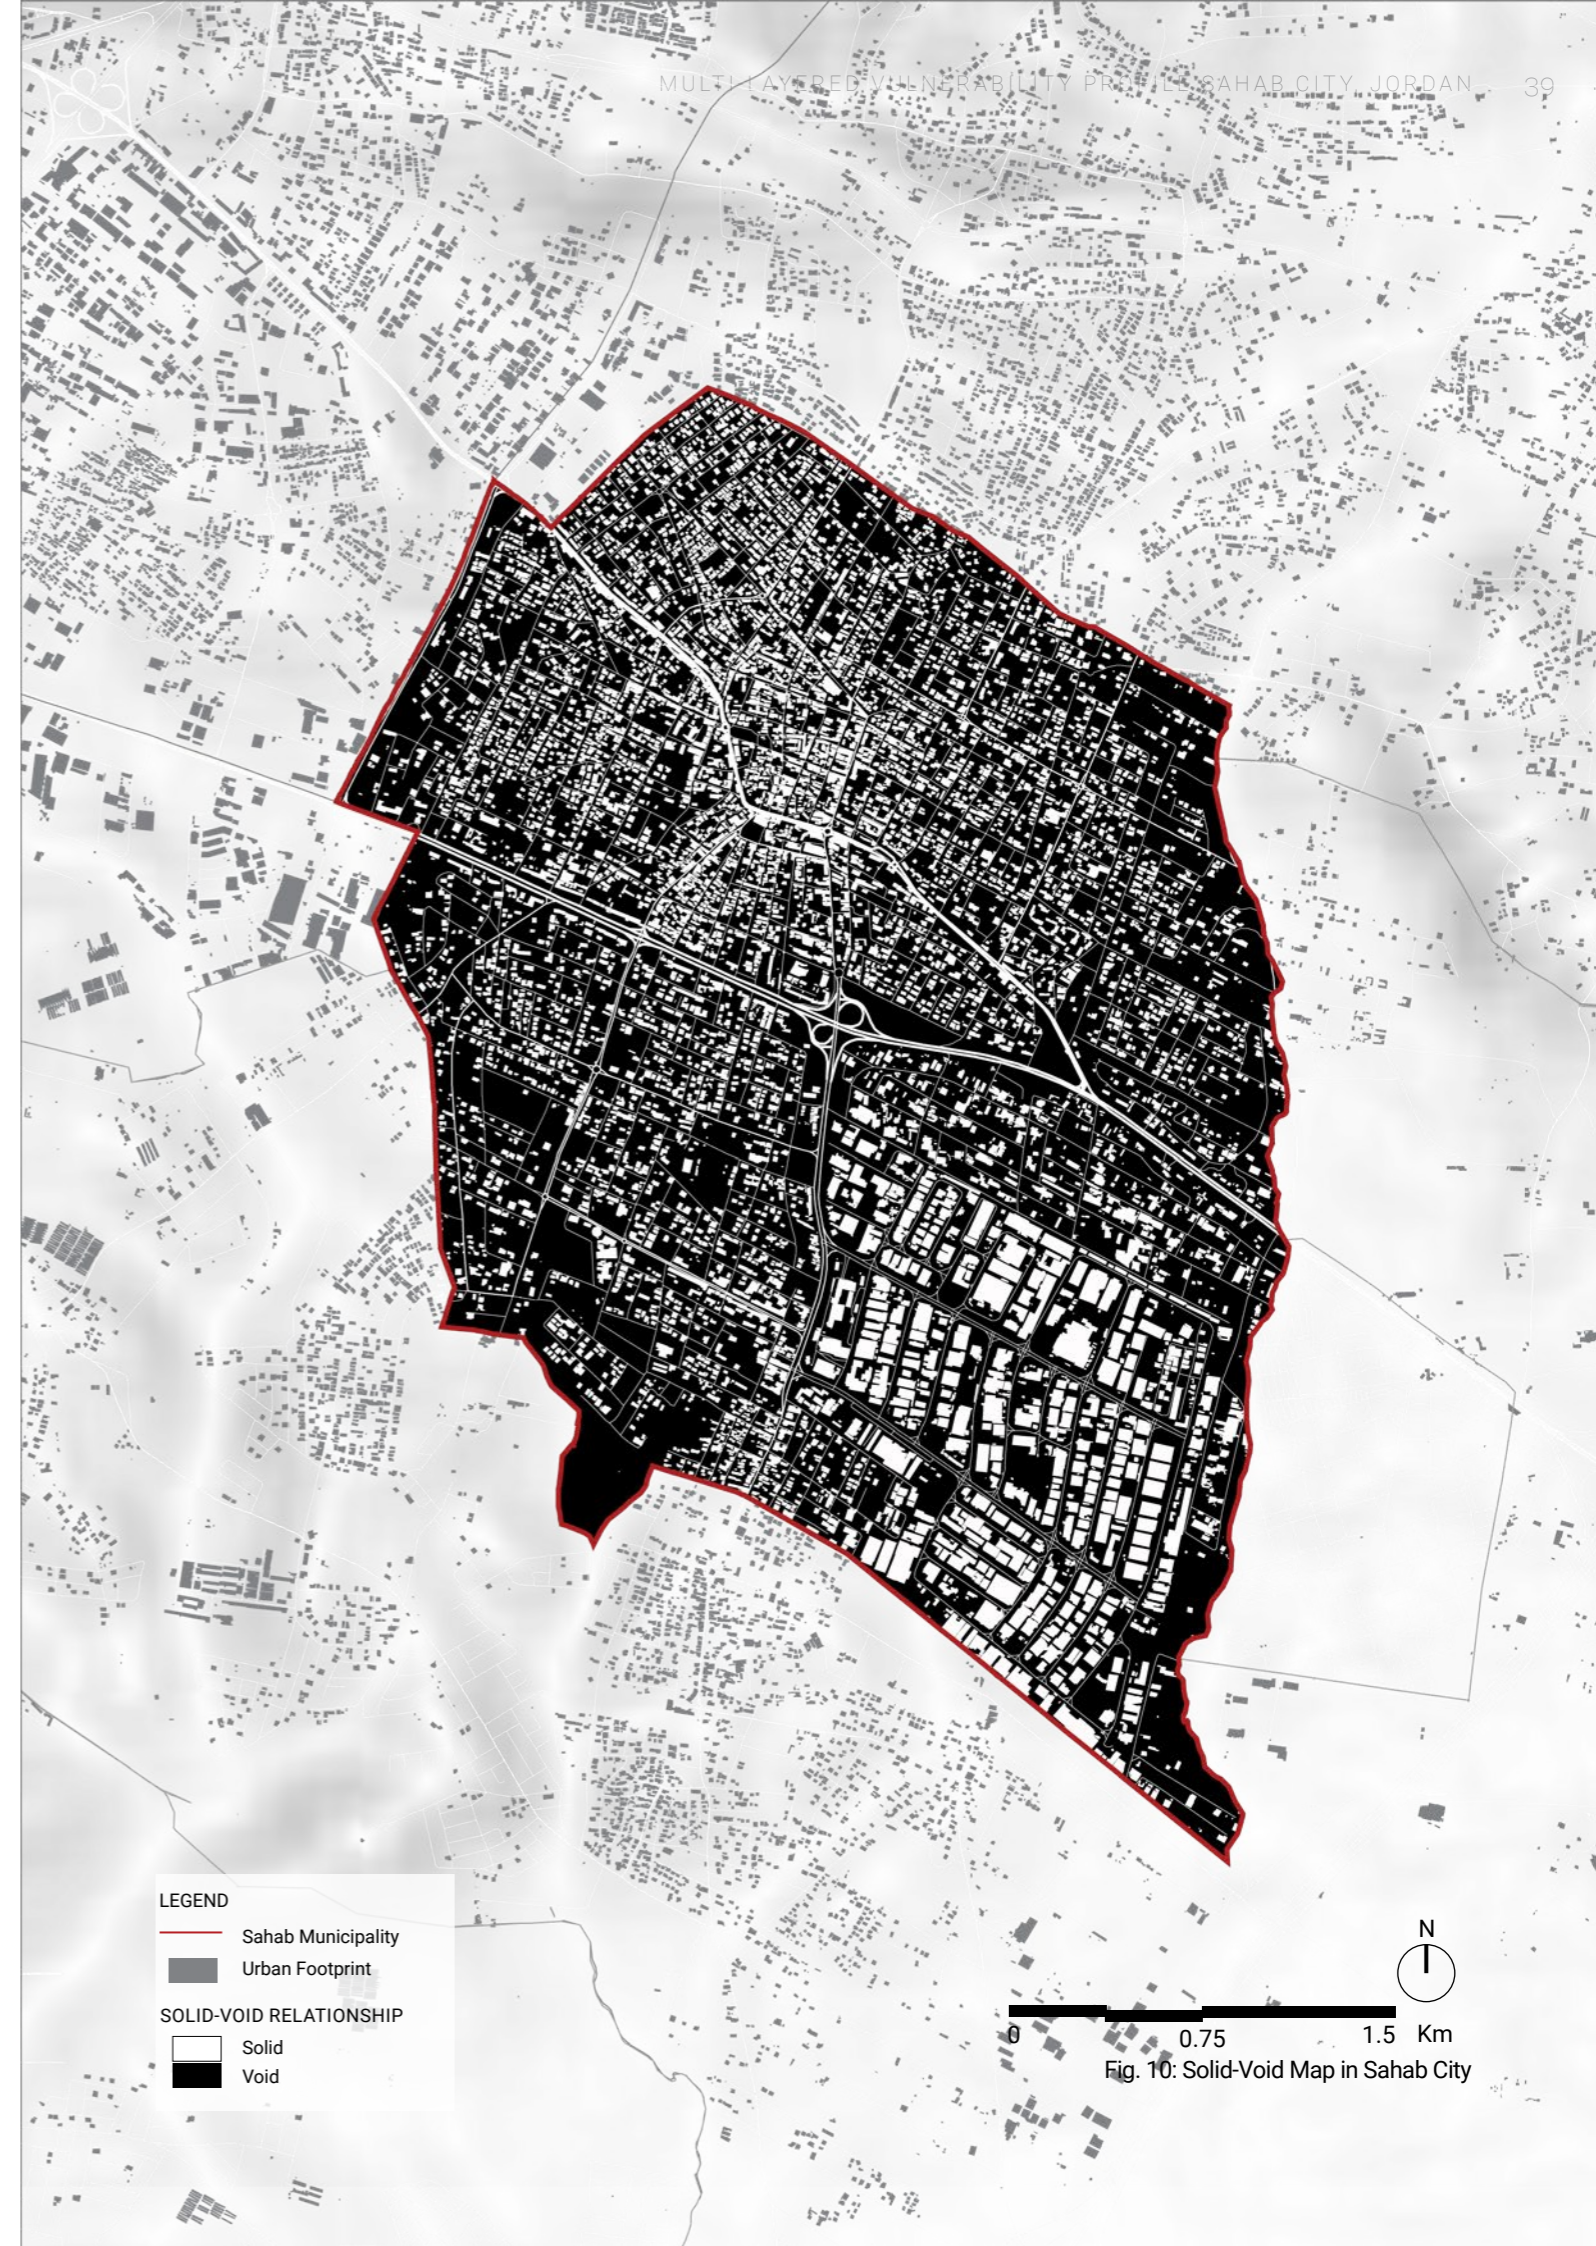 MULTI-LAYERED VULNERABILITY PROFILE SAHAB CITY, JORDAN 39
LEGEND
Sahab Municipality
Urban Footprint
SOLID-VOID RELATIONSHIP
Solid
Void
N
0 0.75 1.5 Km
Fig. 10: Solid-Void Map in Sahab City